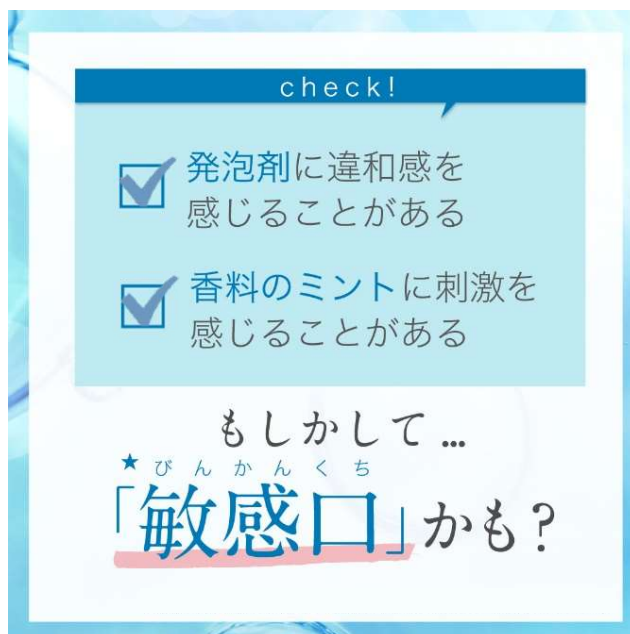 check!
発泡剤に違和感を
感じることがある
香料のミントに刺激を
感じることがある
もしかして...
★びんかんくち
「敏感口」かも?